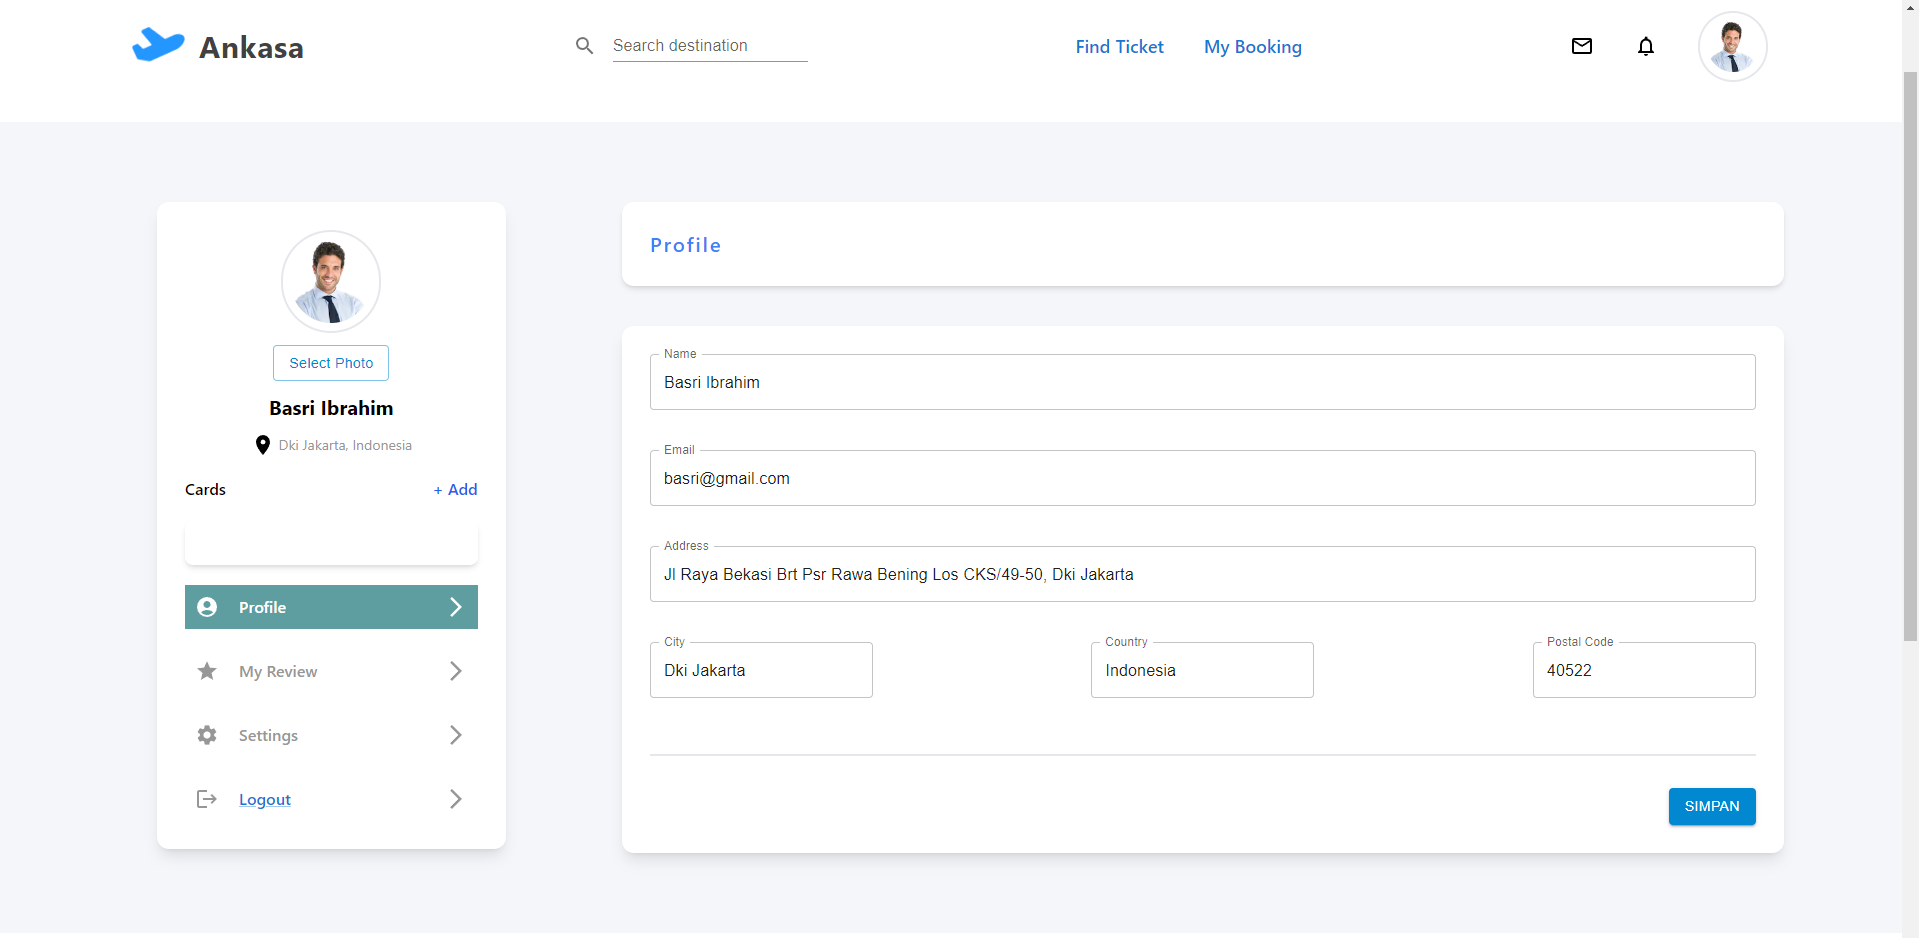 Ankasa
Search destination
Find Ticket
My Booking
Select Photo
Basri Ibrahim
Dki Jakarta, Indonesia
Cards
+ Add
Profile
My Review
Settings
Logout
Profile
Name
Basri Ibrahim
Email
basri@gmail.com
Address
Jl Raya Bekasi Brt Psr Rawa Bening Los CKS/49-50, Dki Jakarta
City
Dki Jakarta
Country
Indonesia
Postal Code
40522
SIMPAN